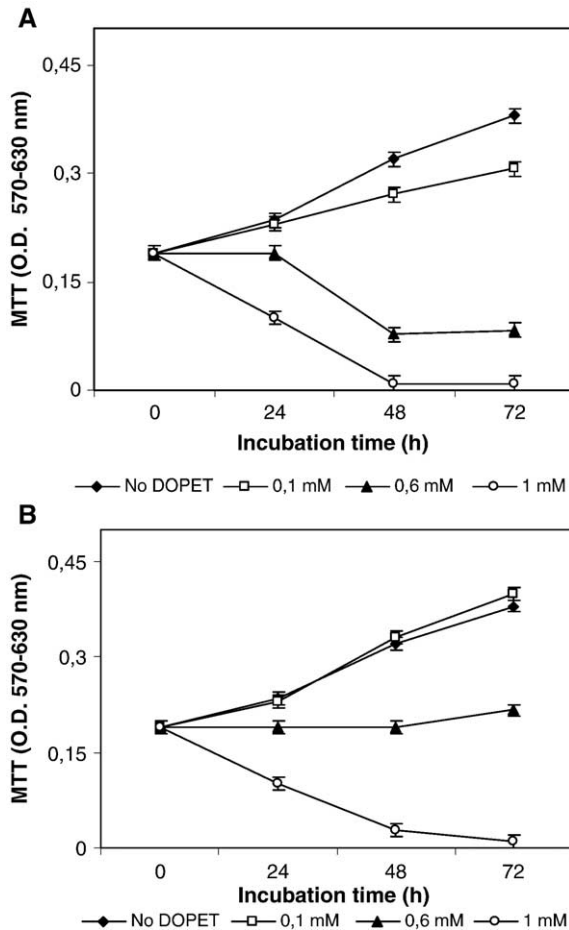 A
0,45
0,3
0,15
0
MTT (O.D. 570-630 nm)
0 24 48 72
Incubation time (h)
No DOPET 0,1 mM 0,6 mM 1 mM
B
0,45
0,3
0,15
0
MTT (O.D. 570-630 nm)
0 24 48 72
Incubation time (h)
No DOPET 0,1 mM 0,6 mM 1 mM